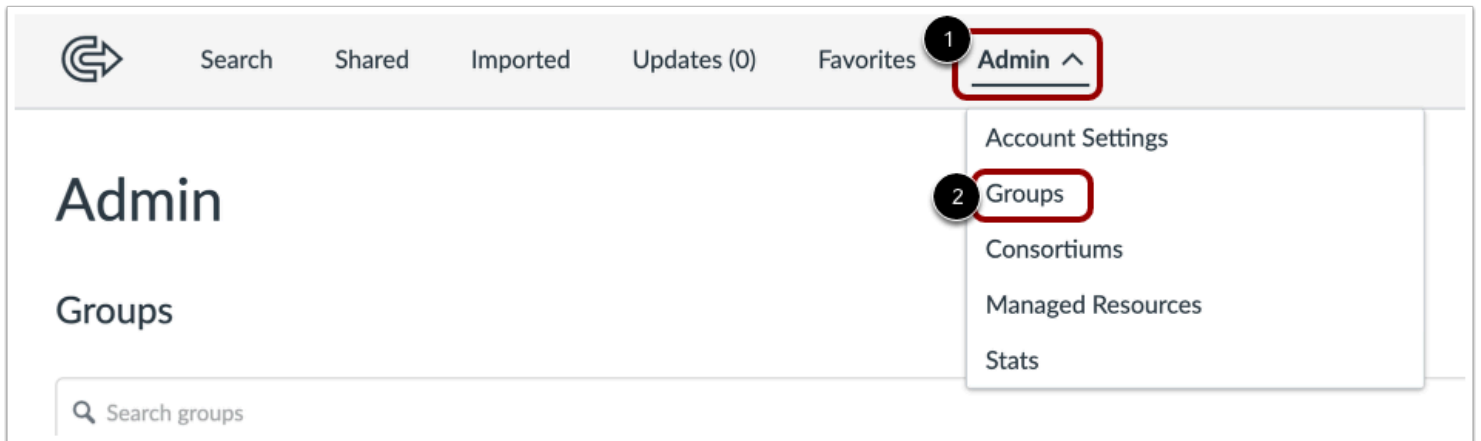 Search Shared Imported Updates (0) Favorites 1 Admin
Account Settings
Admin
2 Groups
Consortiums
Groups
Managed Resources
Stats
Search groups